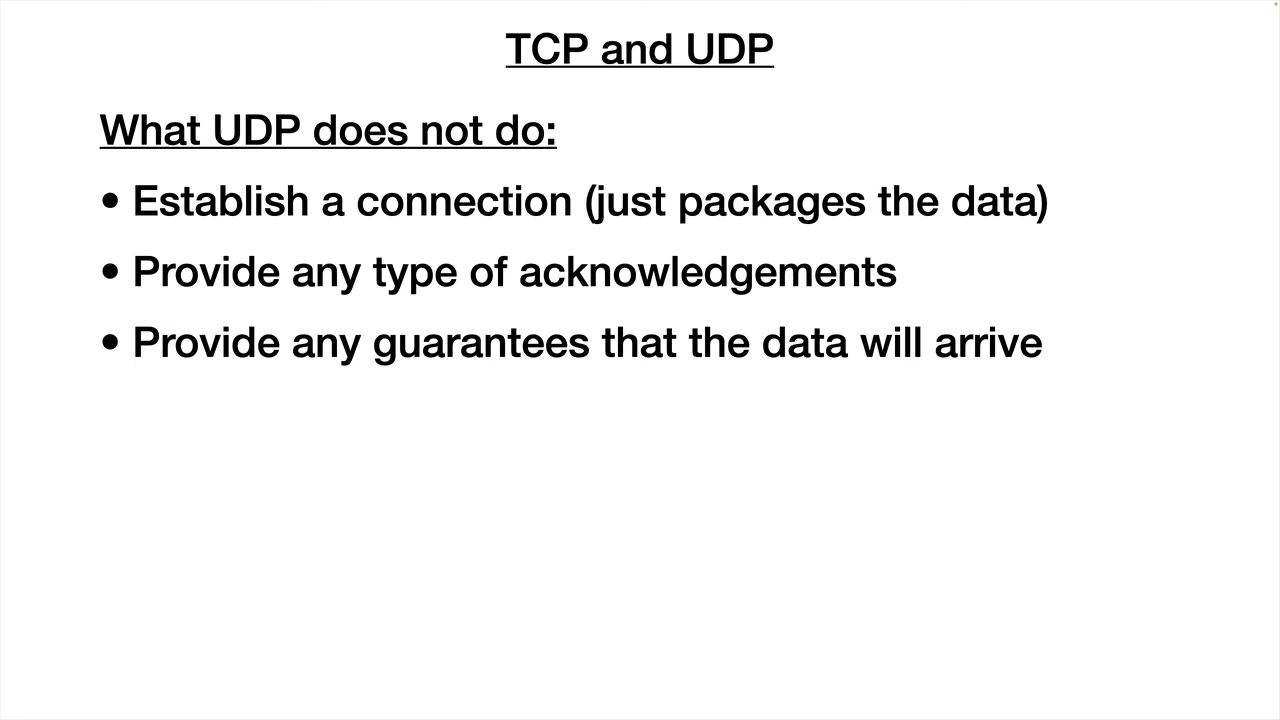 TCP and UDP
What UDP does not do:
• Establish a connection (just packages the data)
• Provide any type of acknowledgements
• Provide any guarantees that the data will arrive